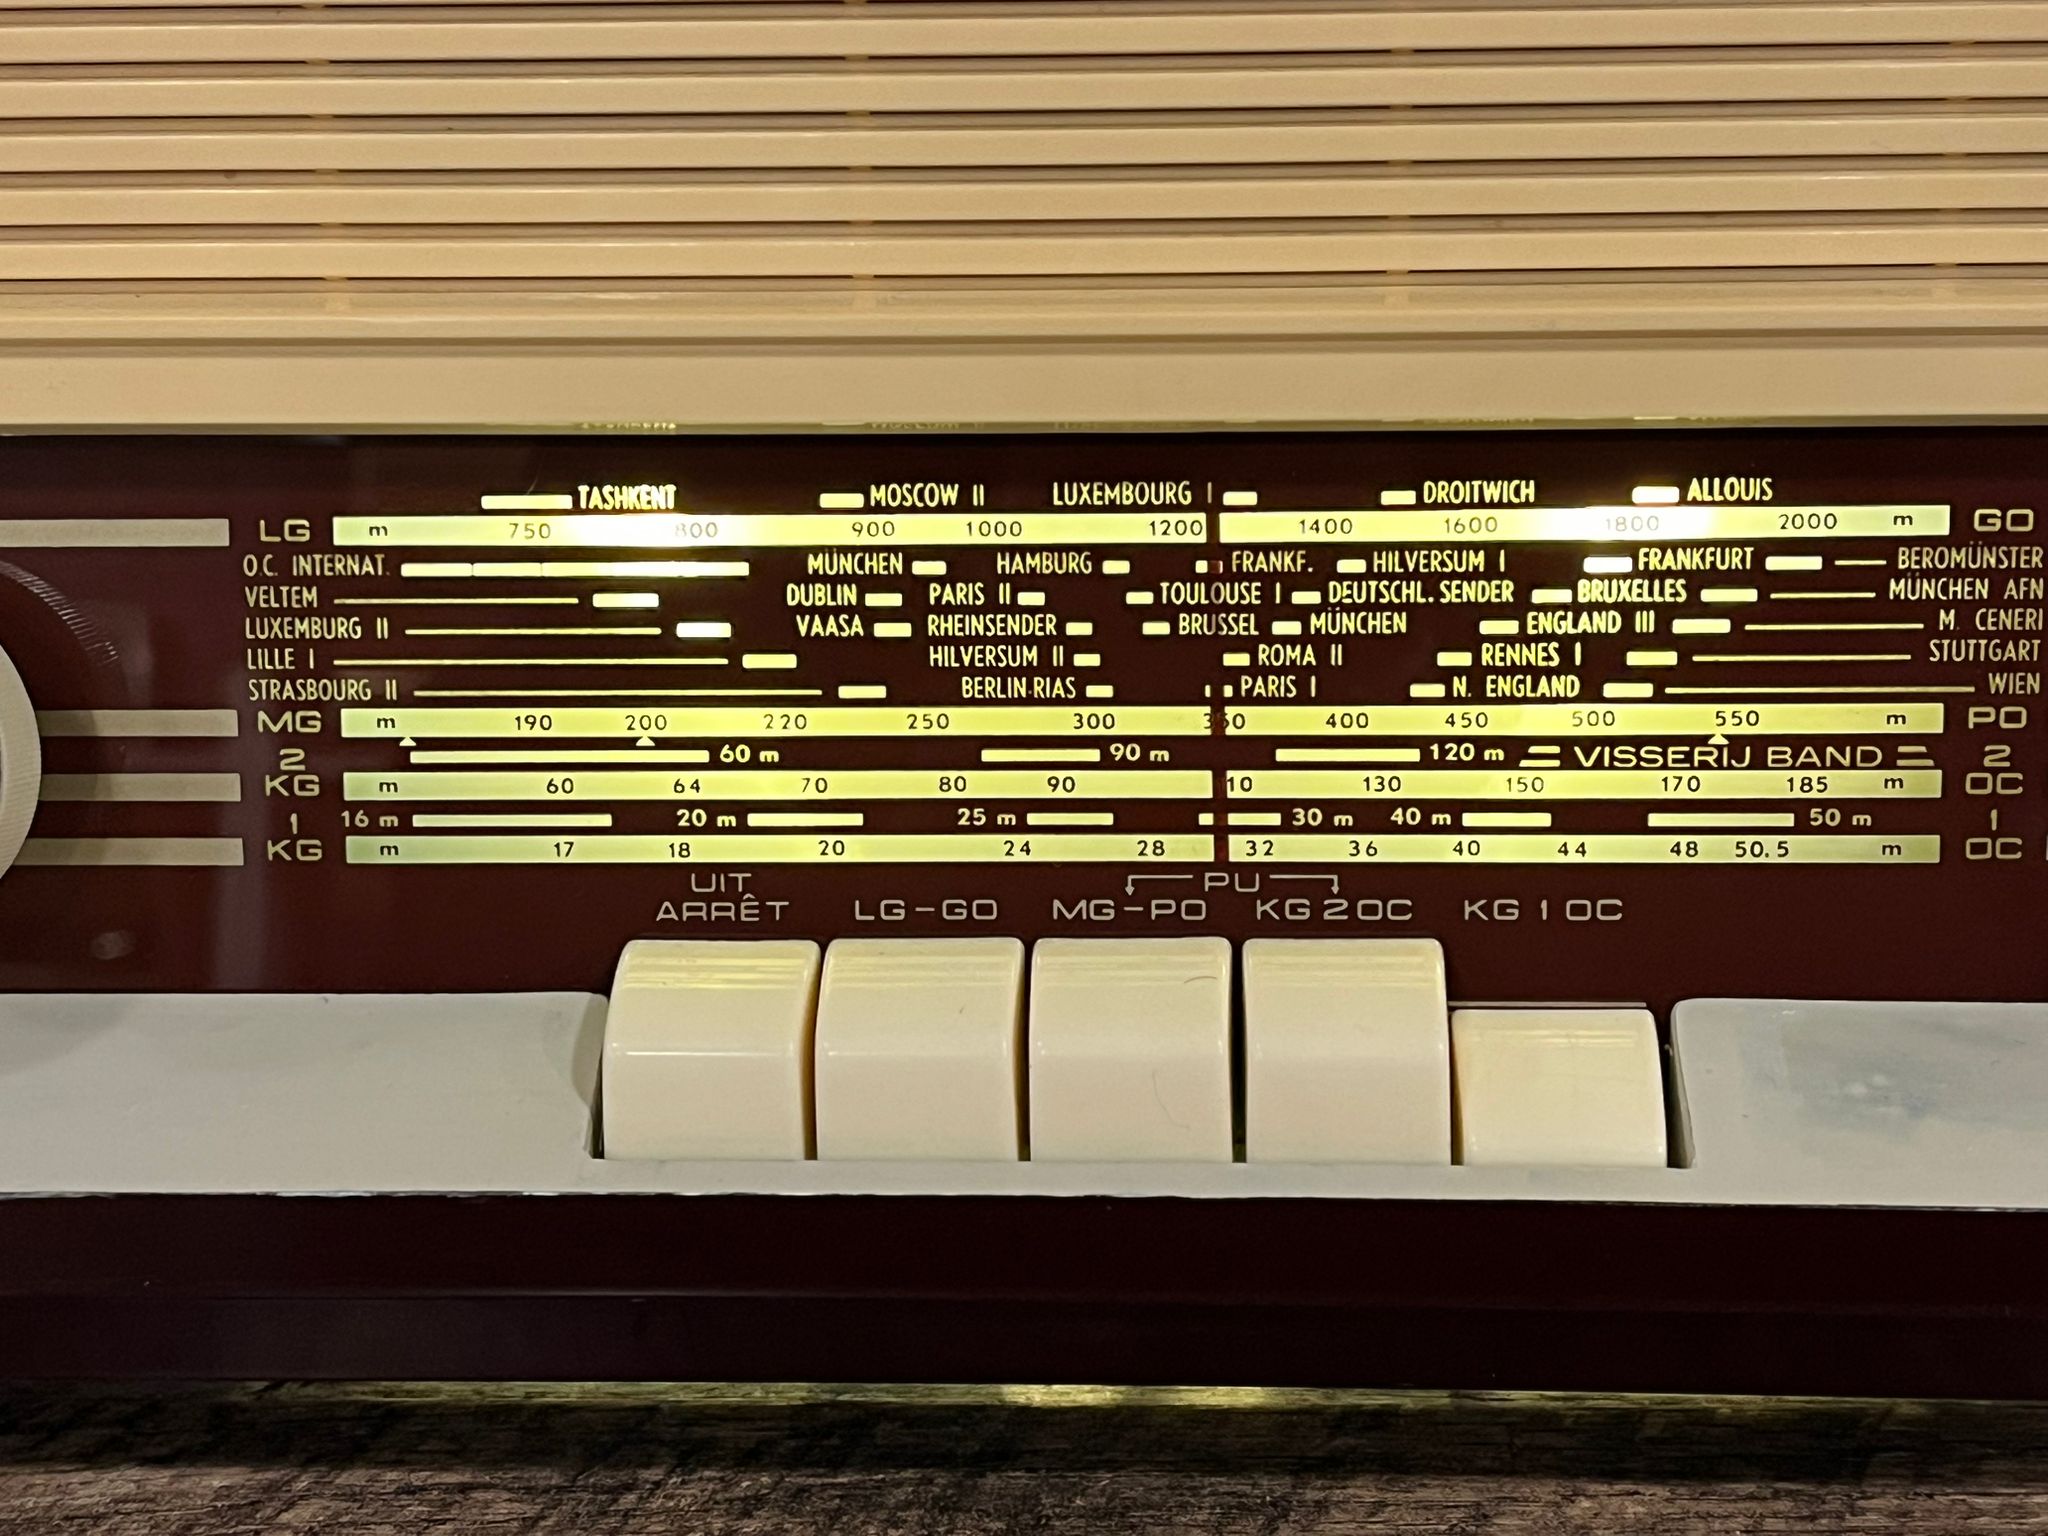 TASHKENT MOSCOW II LUXEMBOURG I DROITWICH ALLOUIS
LG m 750 800 900 1000 1200 1400 1600 1800 2000 m GO
O.C. INTERNAT. MÜNCHEN HAMBURG FRANKF. HILVERSUM I FRANKFURT BEROMÜNSTER
VELTEM DUBLIN PARIS II TOULOUSE I DEUTSCHL. SENDER BRUXELLES MÜNCHEN AFN
LUXEMBURG II VAASA RHEINSENDER BRUSSEL MÜNCHEN ENGLAND III M. CENERI
LILLE I HILVERSUM II ROMA II RENNES I STUTTGART
STRASBOURG II BERLIN-RIAS PARIS I N. ENGLAND WIEN
MG m 190 200 220 250 300 350 400 450 500 550 m PO
2 60 m 90 m 120 m VISSERIJ BAND 2
KG m 60 64 70 80 90 110 130 150 170 185 m OC
1 16 m 20 m 25 m 30 m 40 m 50 m 1
KG m 17 18 20 24 28 32 36 40 44 48 50.5 m OC
UIT PU
ARRÊT LG-GO MG-PO KG 2 OC KG 1 OC